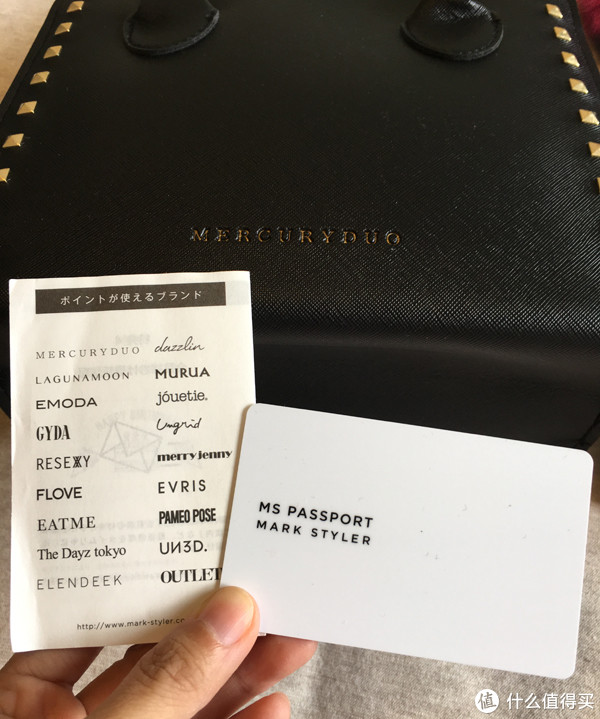 MERCURYDUO
ポイントが使えるブランド
MERCURYDUO dazzlin
LAGUNAMOON MURUA
EMODA jóuetie.
GYDA Ungrid
RESEXXY merry jenny
FLOVE EVRIS
EATME PAMEO POSE
The Dayz tokyo UN3D.
ELENDEEK OUTLET
http://www.mark-styler.co
MS PASSPORT
MARK STYLER
值 什么值得买